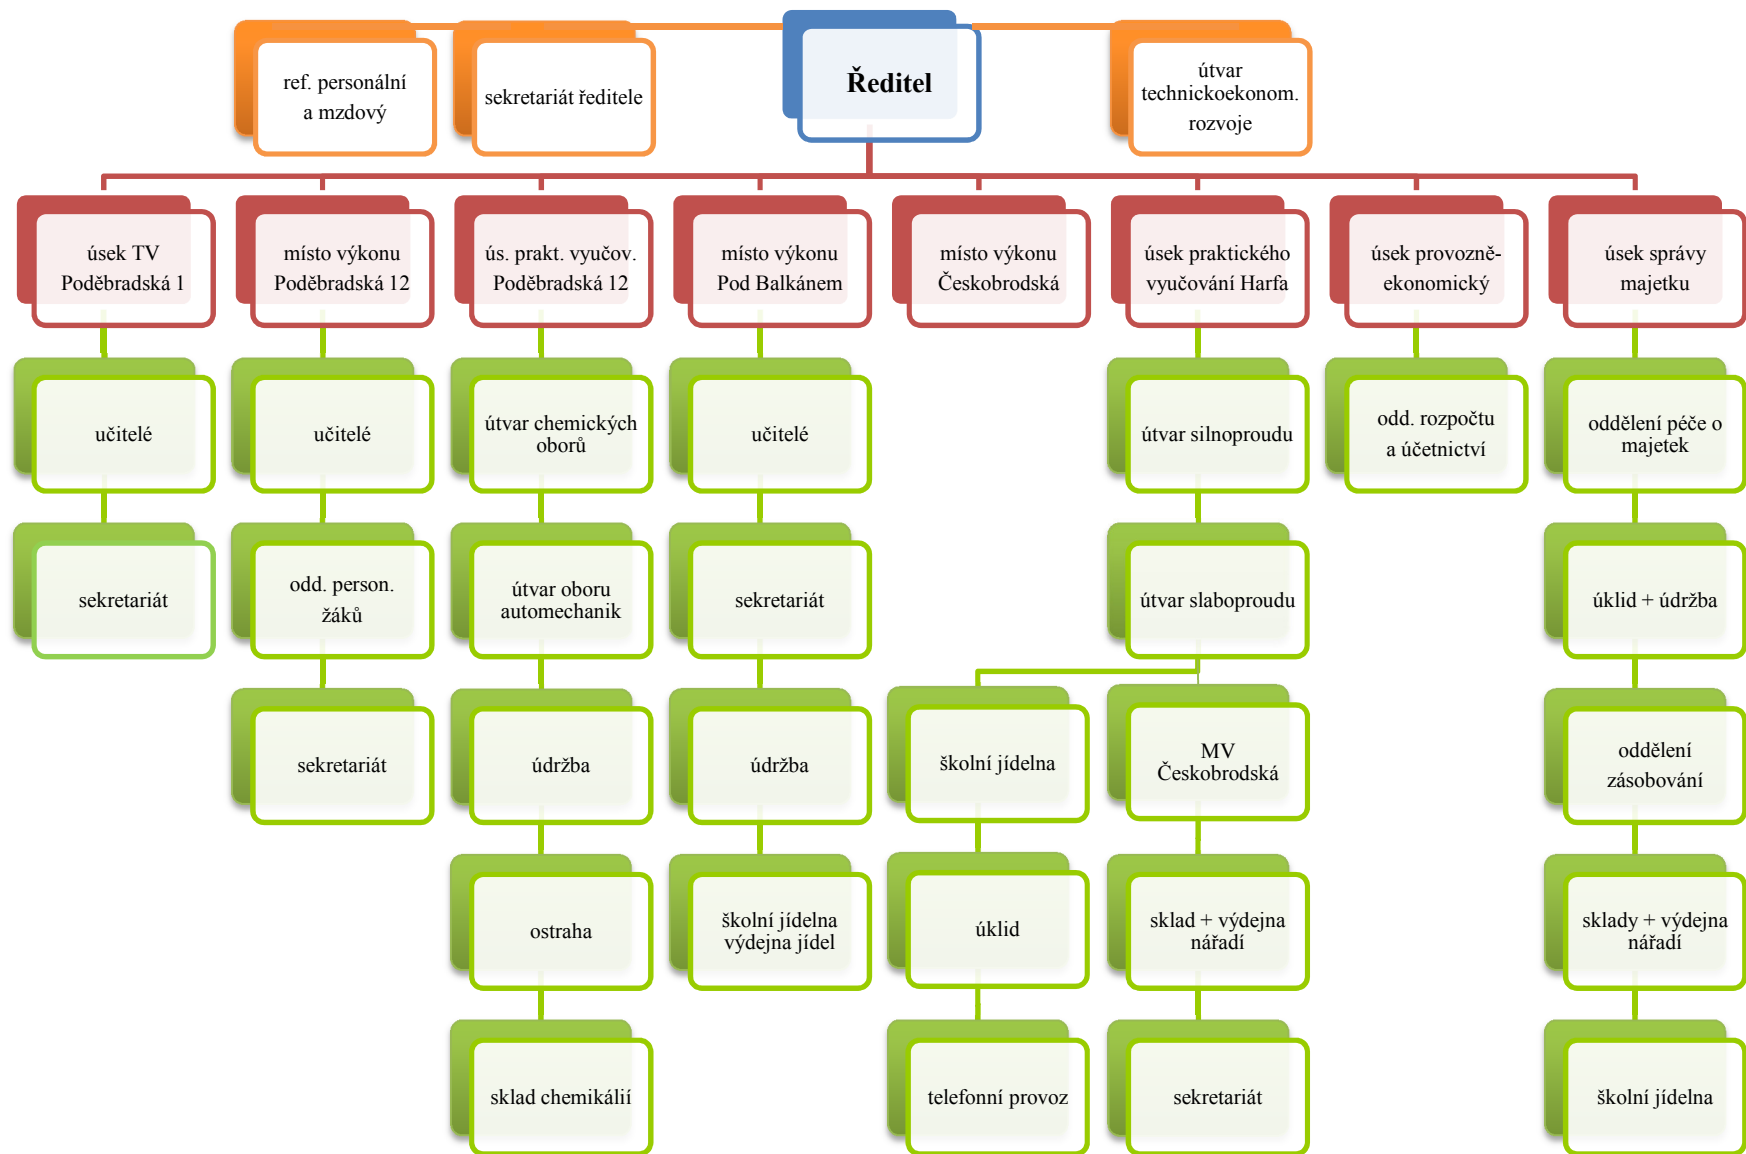 ref. personální
a mzdový
sekretariát ředitele
Ředitel
útvar
technickoekonom.
rozvoje
úsek TV
Poděbradská 1
místo výkonu
Poděbradská 12
ús. prakt. vyučov.
Poděbradská 12
místo výkonu
Pod Balkánem
místo výkonu
Českobrodská
úsek praktického
vyučování Harfa
úsek provozně-
ekonomický
úsek správy
majetku
učitelé
učitelé
útvar chemických
oborů
učitelé
útvar silnoproudu
odd. rozpočtu
a účetnictví
oddělení péče o
majetek
sekretariát
odd. person.
žáků
útvar oboru
automechanik
sekretariát
útvar slaboproudu
úklid + údržba
sekretariát
údržba
údržba
školní jídelna
MV
Českobrodská
oddělení
zásobování
ostraha
školní jídelna
výdejna jídel
úklid
sklad + výdejna
nářadí
sklady + výdejna
nářadí
sklad chemikálií
telefonní provoz
sekretariát
školní jídelna